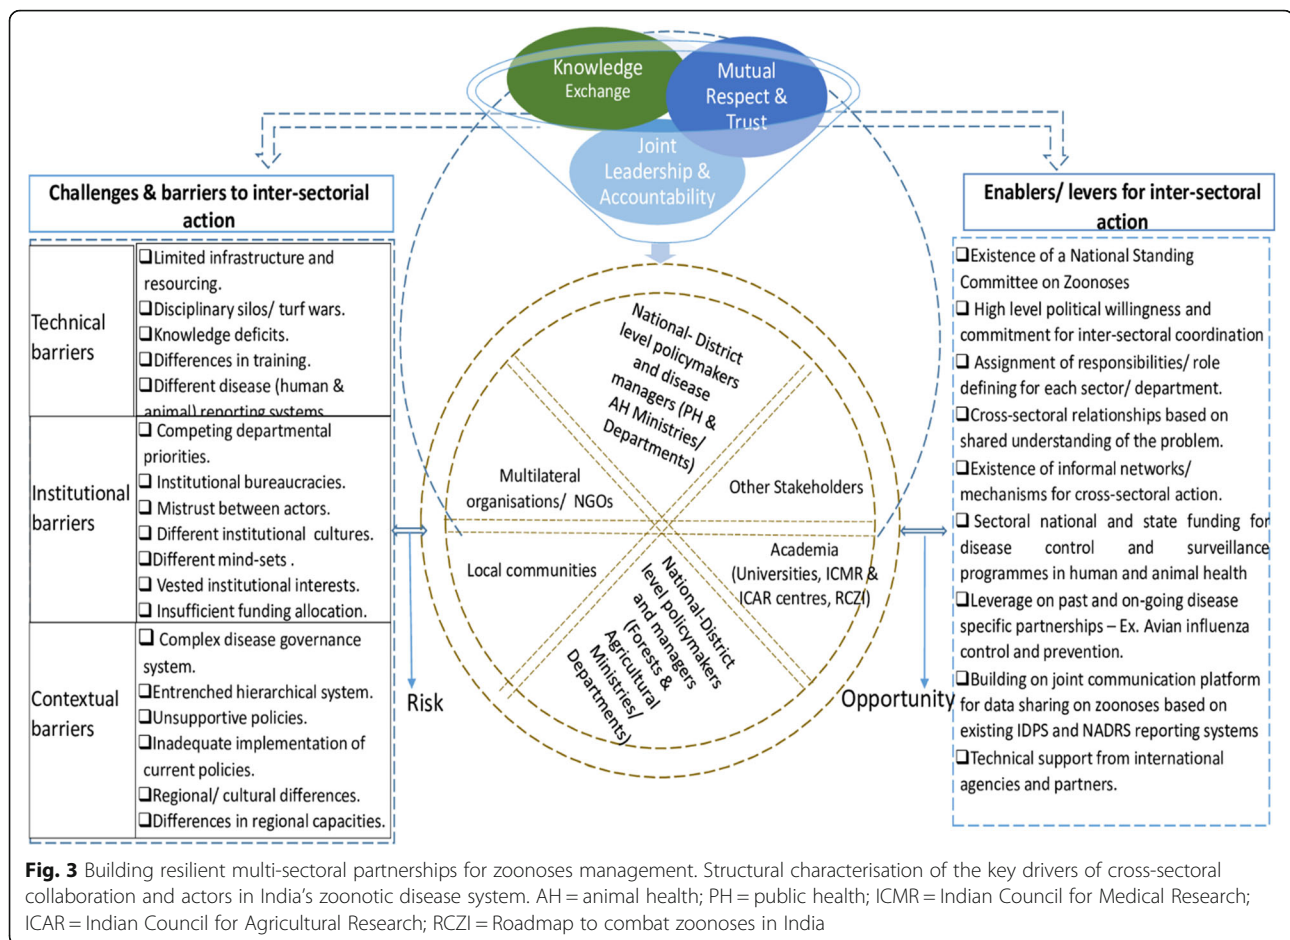 Knowledge
Exchange
Mutual
Respect &
Trust
Joint
Leadership &
Accountability
Challenges & barriers to inter-sectorial
action
Technical
barriers
❑Limited infrastructure and
resourcing.
❑Disciplinary silos/ turf wars.
❑Knowledge deficits.
❑Differences in training.
❑Different disease (human &
animal) reporting systems
Institutional
barriers
❑ Competing departmental
priorities.
❑ Institutional bureaucracies.
❑ Mistrust between actors.
❑ Different institutional cultures.
❑Different mind-sets .
❑ Vested institutional interests.
❑ Insufficient funding allocation.
Contextual
barriers
❑ Complex disease governance
system.
❑Entrenched hierarchical system.
❑Unsupportive policies.
❑Inadequate implementation of
current policies.
❑Regional/ cultural differences.
❑Differences in regional capacities.
Risk
National- District
level policymakers
and disease
managers (PH &
AH Ministries/
Departments)
Multilateral
organisations/ NGOs
Other Stakeholders
Local communities
Academia
(Universities, ICMR &
ICAR centres, RCZI)
National-District
level policymakers
and managers
(Forests &
Agricultural
Ministries/
Departments)
Opportunity
Enablers/ levers for inter-sectoral
action
❑Existence of a National Standing
Committee on Zoonoses
❑ High level political willingness and
commitment for inter-sectoral coordination
❑ Assignment of responsibilities/ role
defining for each sector/ department.
❑Cross-sectoral relationships based on
shared understanding of the problem.
❑Existence of informal networks/
mechanisms for cross-sectoral action.
❑ Sectoral national and state funding for
disease control and surveillance
programmes in human and animal health
❑Leverage on past and on-going disease
specific partnerships – Ex. Avian influenza
control and prevention.
❑Building on joint communication platform
for data sharing on zoonoses based on
existing IDPS and NADRS reporting systems
❑Technical support from international
agencies and partners.
Fig. 3 Building resilient multi-sectoral partnerships for zoonoses management. Structural characterisation of the key drivers of cross-sectoral
collaboration and actors in India's zoonotic disease system. AH = animal health; PH = public health; ICMR = Indian Council for Medical Research;
ICAR = Indian Council for Agricultural Research; RCZI = Roadmap to combat zoonoses in India